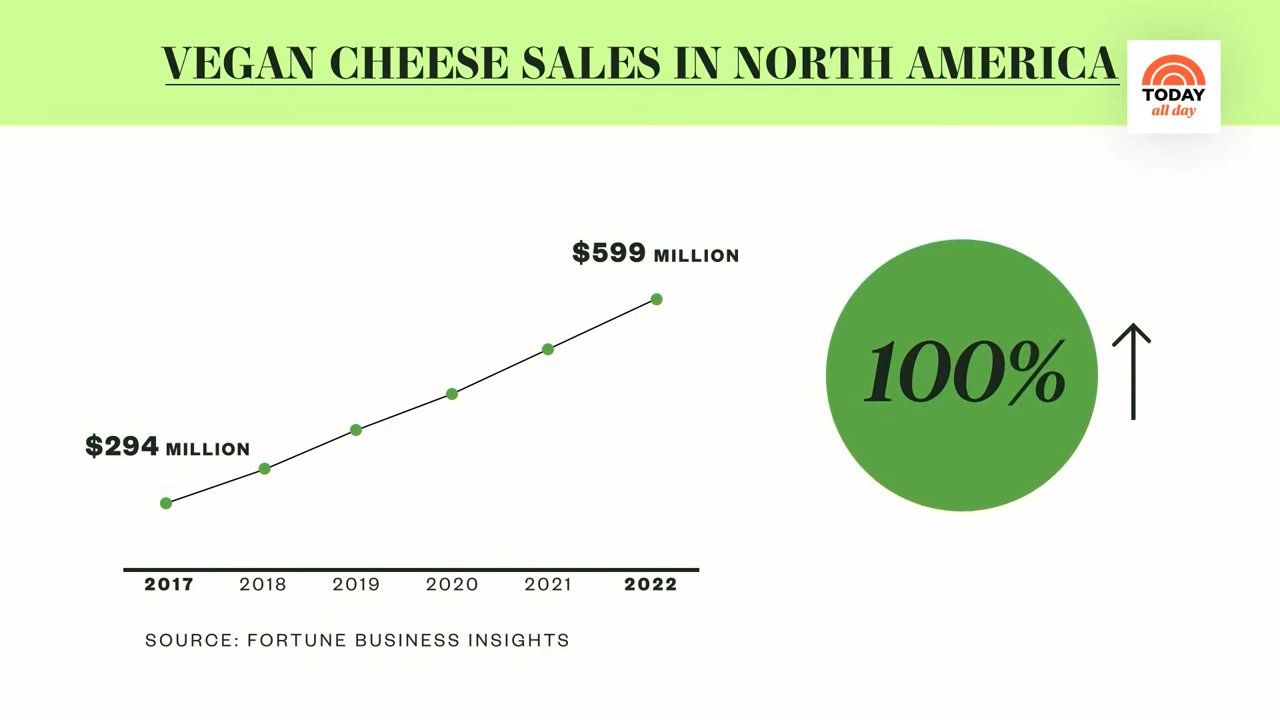 VEGAN CHEESE SALES IN NORTH AMERICA
TODAY
all day
$599 MILLION
100%
$294 MILLION
2017 2018 2019 2020 2021 2022
SOURCE: FORTUNE BUSINESS INSIGHTS